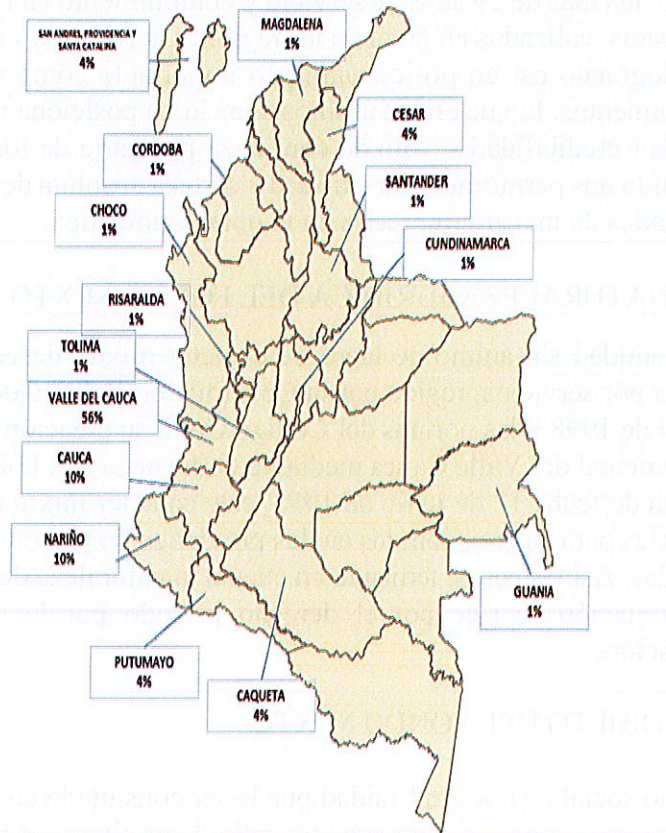 SAN ANDRES, PROVIDENCIA Y
SANTA CATALINA
4%
MAGDALENA
1%
CESAR
4%
CORDOBA
1%
SANTANDER
1%
CHOCO
1%
CUNDINAMARCA
1%
RISARALDA
1%
TOLIMA
1%
VALLE DEL CAUCA
56%
CAUCA
10%
NARIÑO
10%
GUANIA
1%
PUTUMAYO
4%
CAQUETA
4%